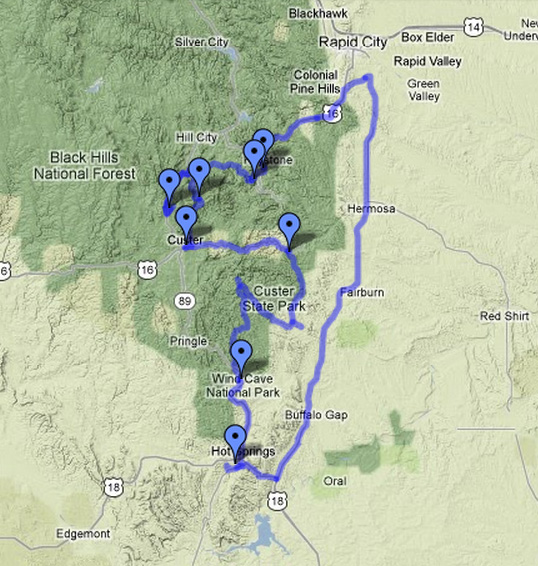 Blackhawk
14
New
Underw
Silver City
Rapid City
Box Elder
Rapid Valley
Colonial
Pine Hills
Green
Valley
16
Hill City
Black Hills
National Forest
Hermosa
Custer
6
16
Custer
State Park
Fairburn
89
Red Shirt
Pringle
Wind Cave
National Park
Buffalo Gap
Hot Springs
18
Oral
18
Edgemont